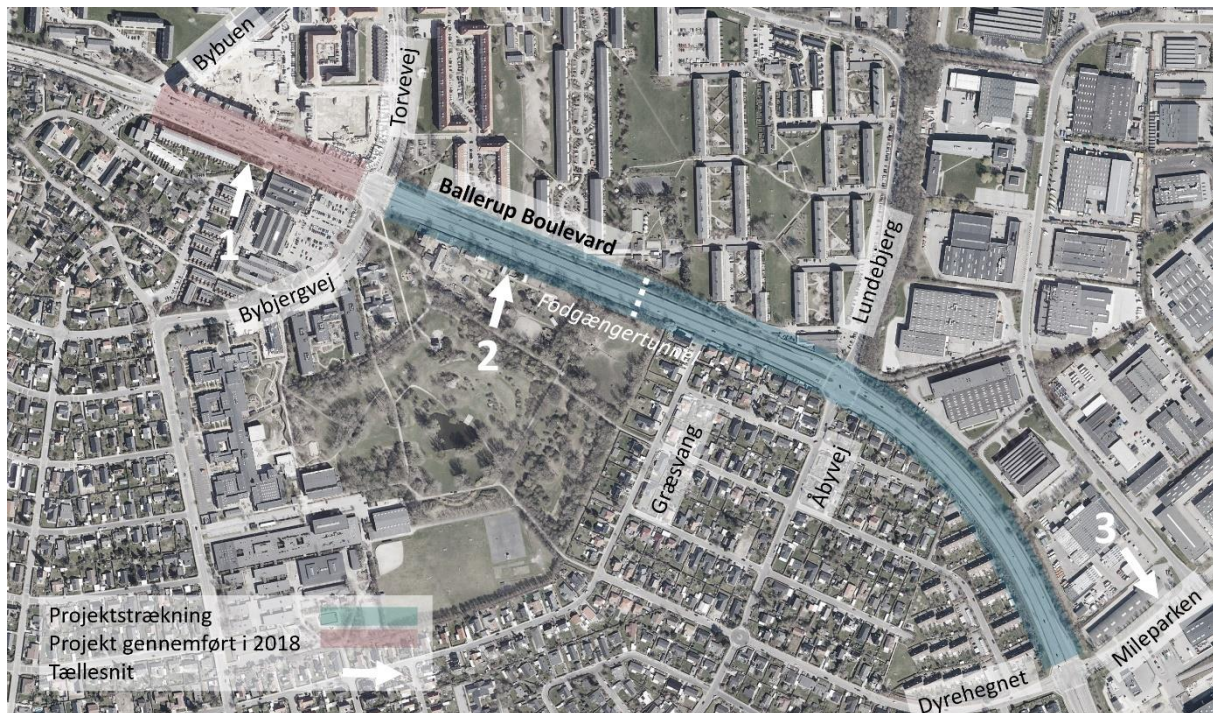 Bybuen
Torvevej
Ballerup Boulevard
1
Bybjergvej
2
Fodgængertunnel
Lundebjerg
Græsvang
Åbyvej
3
Mileparken
Dyrehegnet
Projektstrækning
Projekt gennemført i 2018
Tællesnit